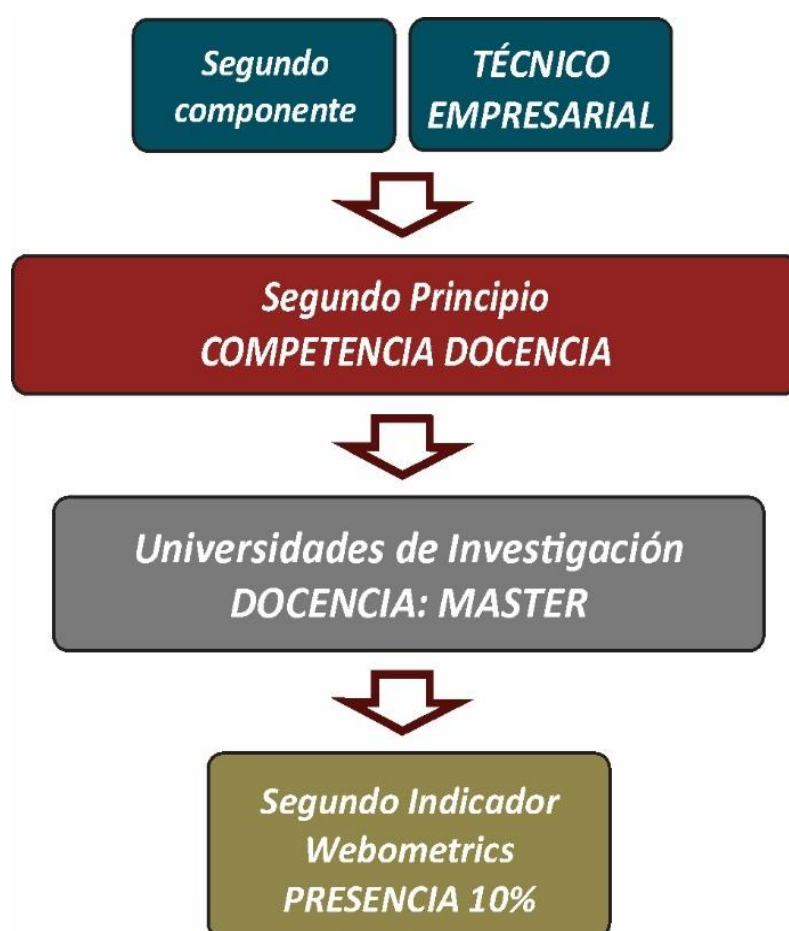 Segundo
componente
TÉCNICO
EMPRESARIAL
Segundo Principio
COMPETENCIA DOCENCIA
Universidades de Investigación
DOCENCIA: MASTER
Segundo Indicador
Webometrics
PRESENCIA 10%